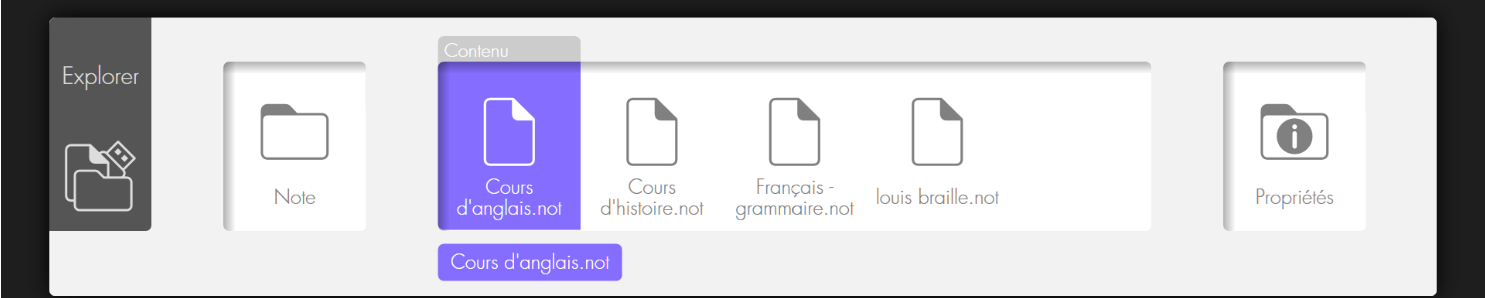 Contenu
Explorer
Note
Cours
d'anglais.not
Cours
d'histoire.not
Français -
grammaire.not
louis braille.not
Propriétés
Cours d'anglais.not